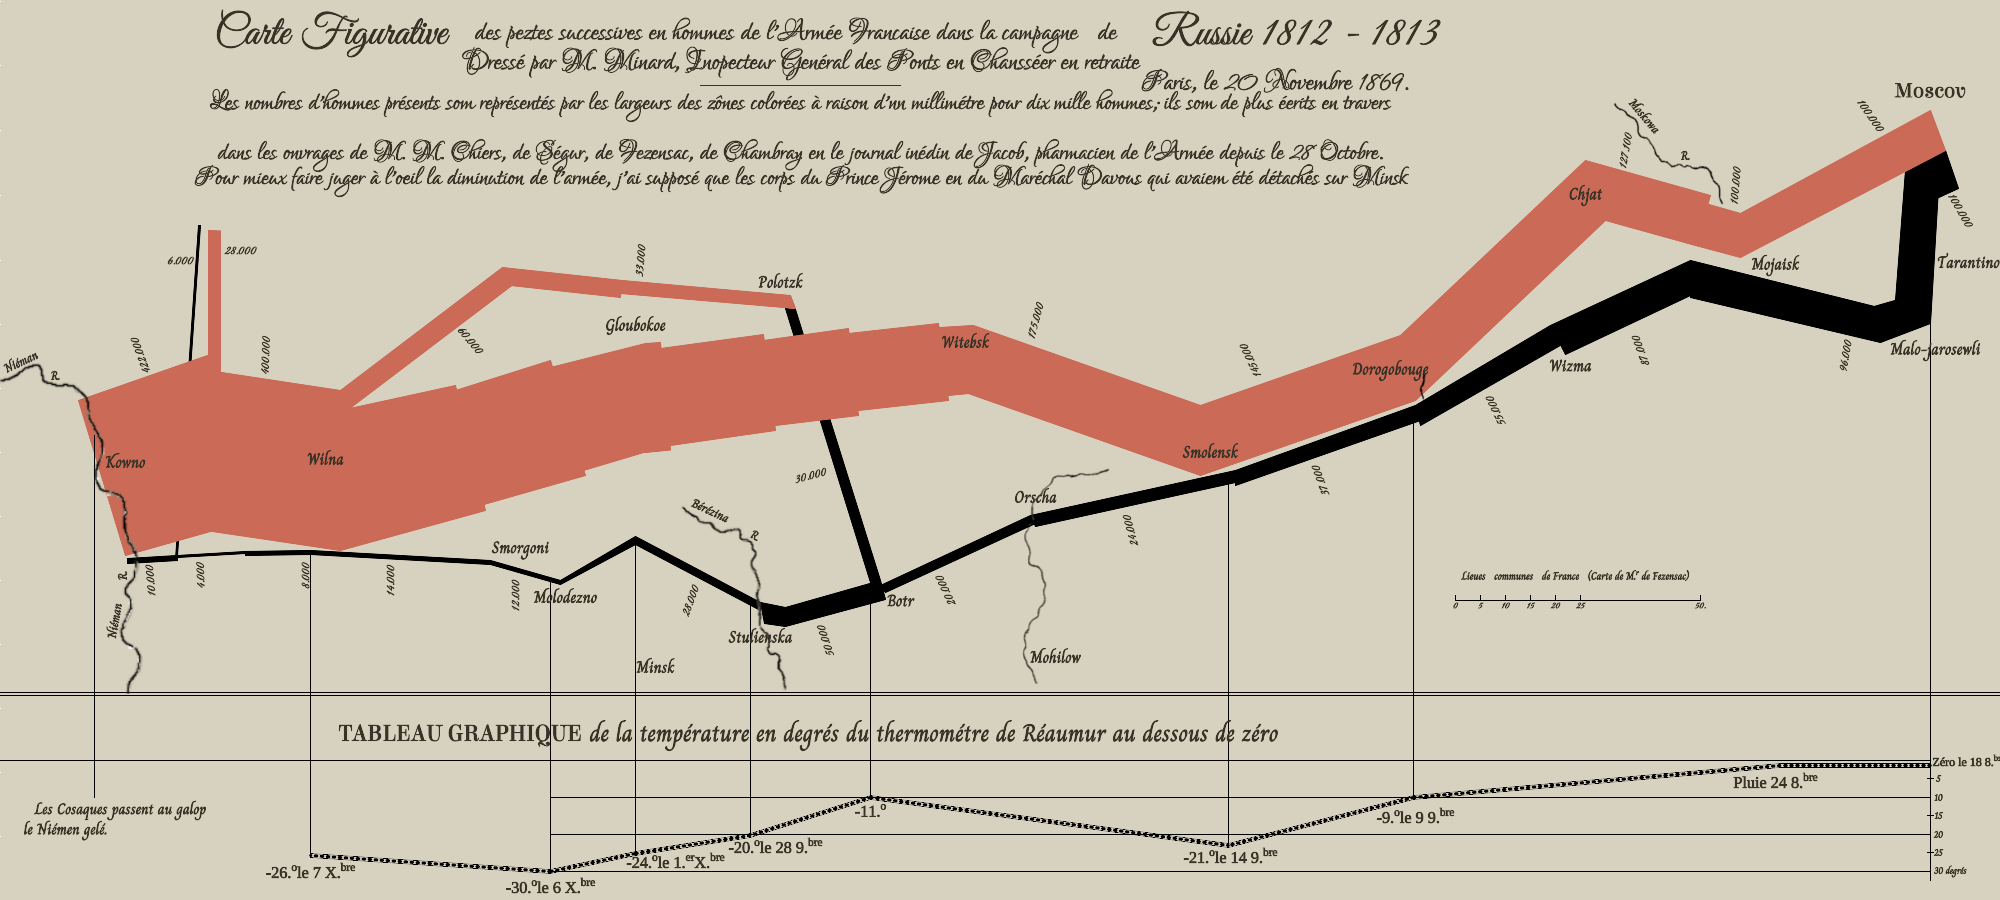 Carte Figurative des peztes successives en hommes de l'Armée Francaise dans la campagne de Russie 1812 - 1813
Dressé par M. Minard, Inopecteur Genéral des Ponts en Chansséer en retraite
Paris, le 20 Novembre 1869.
Les nombres d'hommes présents som représentés par les largeurs des zônes colorées à raison d'nn millimétre pour dix mille hommes; ils som de plus éerits en travers
dans les onvrages de M. M. Chiers, de Ségur, de Fezensac, de Chambray en le journal inédin de Jacob, pharmacien de l'Armée depuis le 28 Octobre.
Pour mieux faire juger à l'oeil la diminution de l'armée, j'ai supposé que les corps du Prince Jérome en du Maréchal Davous qui avaiem été détachés sur Minsk
Moscov
100.000
Moskowa
R.
127.100
100.000
Chjat
100.000
6.000
28.000
33.000
Polotzk
Mojaisk
Tarantino
Gloubokoe
60.000
422.000
400.000
175.000
Witebsk
145.000
Dorogobouge
Wizma
87.000
96.000
Malo-jarosewli
Niéman
R.
Kowno
Wilna
Smolensk
55.000
37.000
30.000
Orscha
24.000
Bérézina
R.
Smorgoni
Molodezno
R.
10.000
4.000
8.000
14.000
12.000
28.000
Botr
20.000
Niéman
Stulienska
50.000
Minsk
Mohilow
Lieues communes de France (Carte de M.r de Fezensac)
0 5 10 15 20 25 50.
TABLEAU GRAPHIQUE de la température en degrés du thermométre de Réaumur au dessous de zéro
Zéro le 18 8.bre
5
10
15
20
25
30 degrés
Pluie 24 8.bre
Les Cosaques passent au galop
le Niémen gelé.
-26.°le 7 X.bre
-30.°le 6 X.bre
-24.°le 1.er X.bre
-20.°le 28 9.bre
-11.°
-21.°le 14 9.bre
-9.°le 9 9.bre